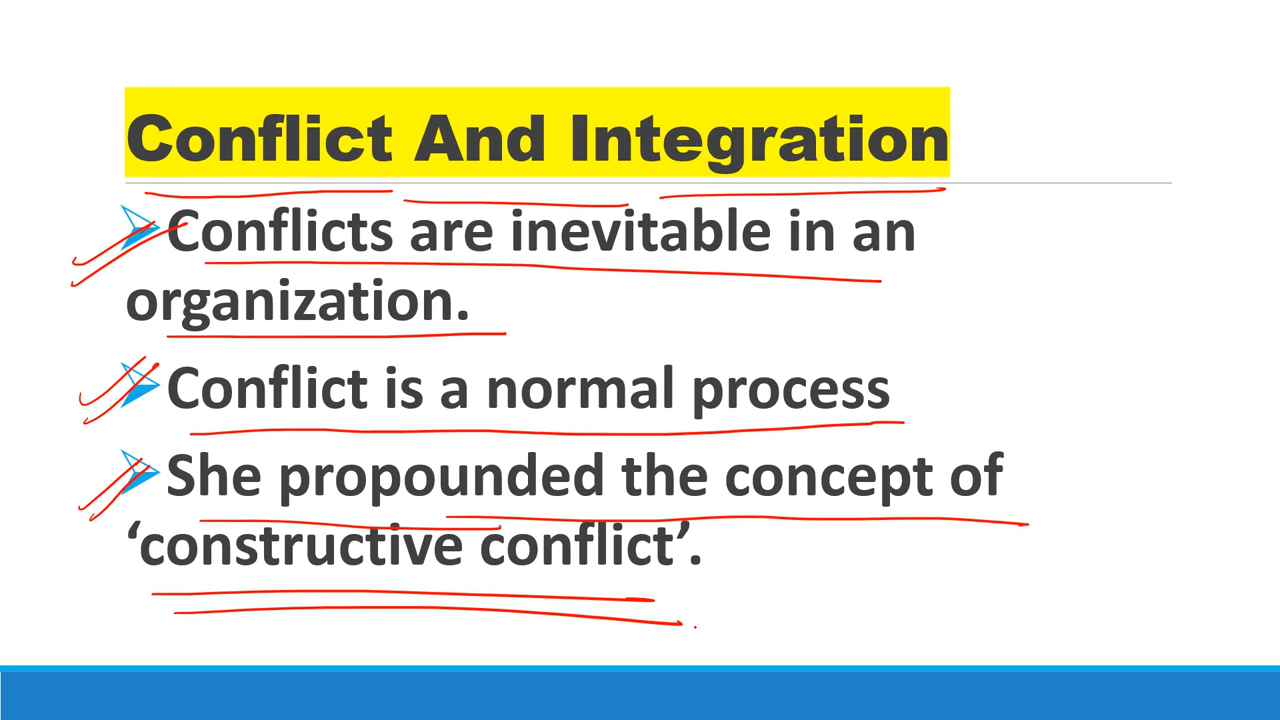 Conflict And Integration
Conflicts are inevitable in an
organization.
Conflict is a normal process
She propounded the concept of
‘constructive conflict’.